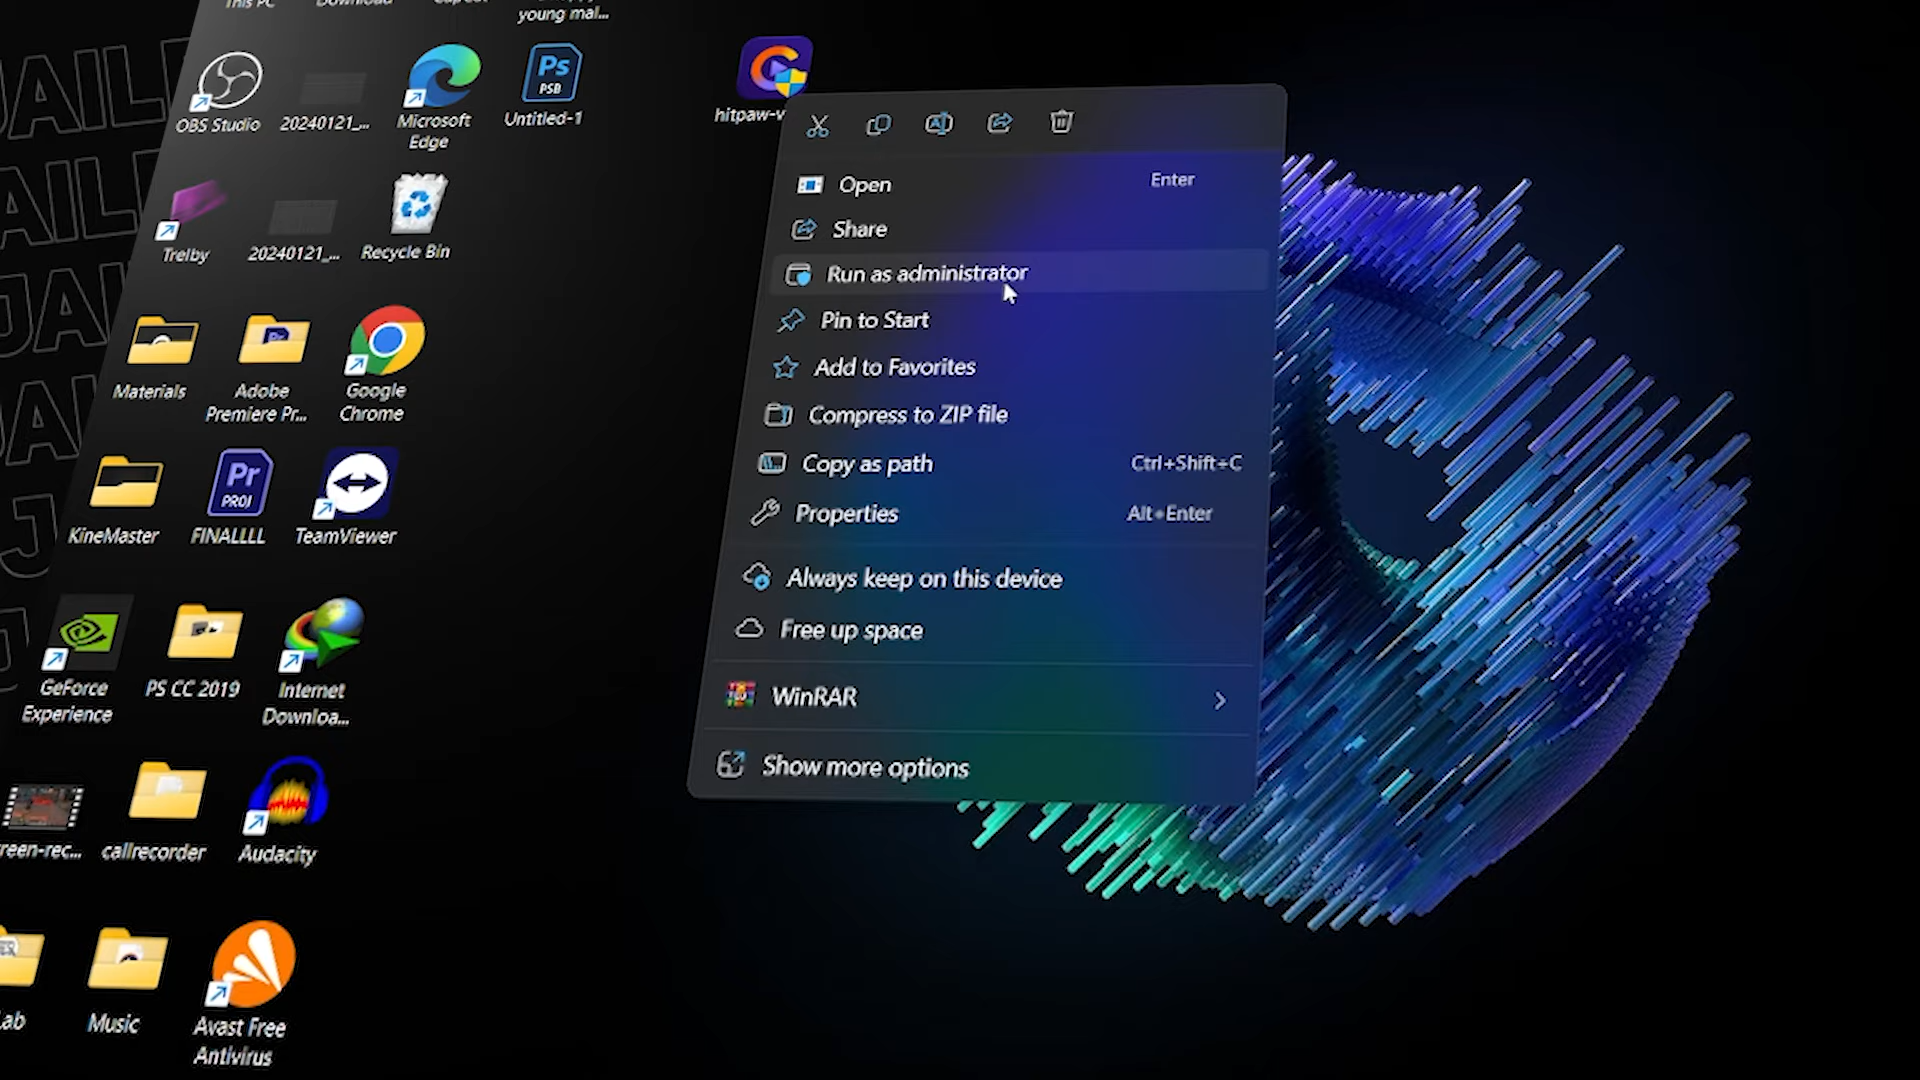 This PC
Download
young mal...
OBS Studio
20240121_...
Microsoft
Edge
Ps
PSB
Untitled-1
hitpaw-v
Trelby
20240121_...
Recycle Bin
Materials
Adobe
Premiere Pr...
Google
Chrome
KineMaster
Pr
PROJ
FINALLLL
TeamViewer
GeForce
Experience
PS CC 2019
Internet
Downloa...
reen-rec...
callrecorder
Audacity
Lab
Music
Avast Free
Antivirus
Open Enter
Share
Run as administrator
Pin to Start
Add to Favorites
Compress to ZIP file
Copy as path Ctrl+Shift+C
Properties Alt+Enter
Always keep on this device
Free up space
WinRAR
Show more options